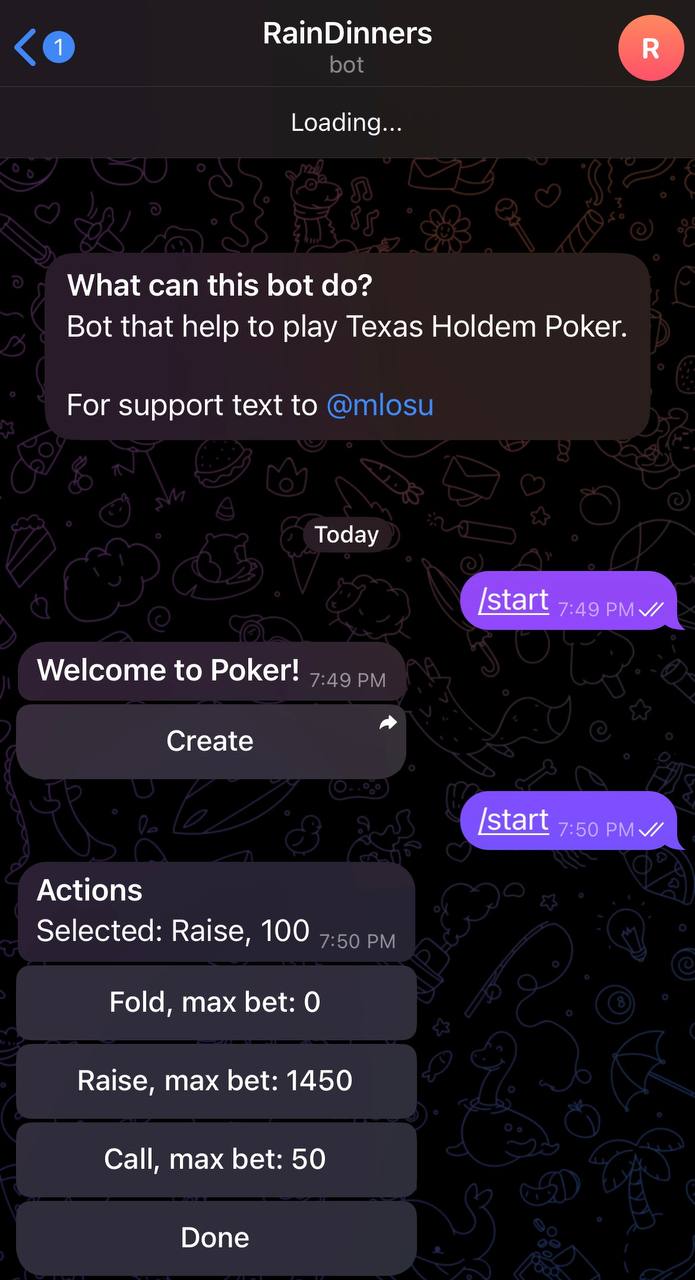 1
RainDinners
bot
R
Loading...
What can this bot do?
Bot that help to play Texas Holdem Poker.
For support text to @mlosu
Today
/start 7:49 PM
Welcome to Poker! 7:49 PM
Create
/start 7:50 PM
Actions
Selected: Raise, 100 7:50 PM
Fold, max bet: 0
Raise, max bet: 1450
Call, max bet: 50
Done